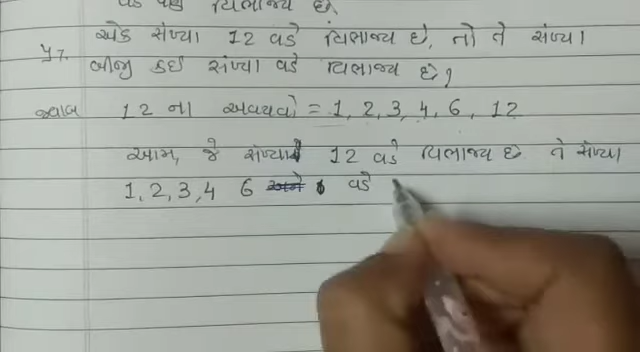 વડે પણ વિભાજ્ય છે.
પ્ર7. એક સંખ્યા 12 વડે વિભાજ્ય છે, તો તે સંખ્યા
બીજી કઈ સંખ્યા વડે વિભાજ્ય છે?
જવાબ 12 ના અવયવો = 1, 2, 3, 4, 6, 12
આમ, જે સંખ્યા 12 વડે વિભાજ્ય છે તે સંખ્યા
1, 2, 3, 4 6 વડે